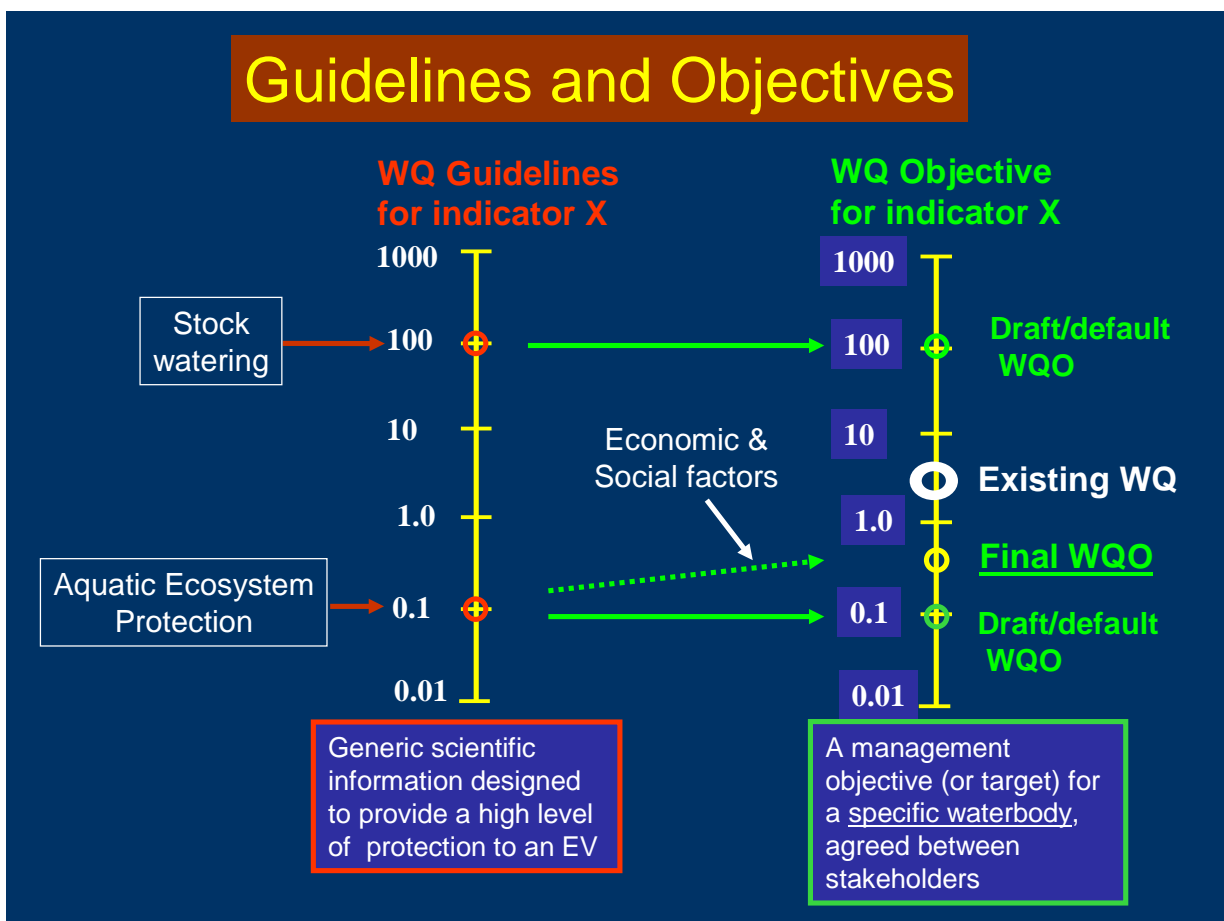 Guidelines and Objectives
WQ Guidelines
for indicator X
1000
100
10
1.0
0.1
0.01
Stock
watering
Aquatic Ecosystem
Protection
Economic &
Social factors
WQ Objective
for indicator X
1000
100
10
1.0
0.1
0.01
Draft/default
WQO
Existing WQ
Final WQO
Draft/default
WQO
Generic scientific
information designed
to provide a high level
of protection to an EV
A management
objective (or target) for
a specific waterbody,
agreed between
stakeholders